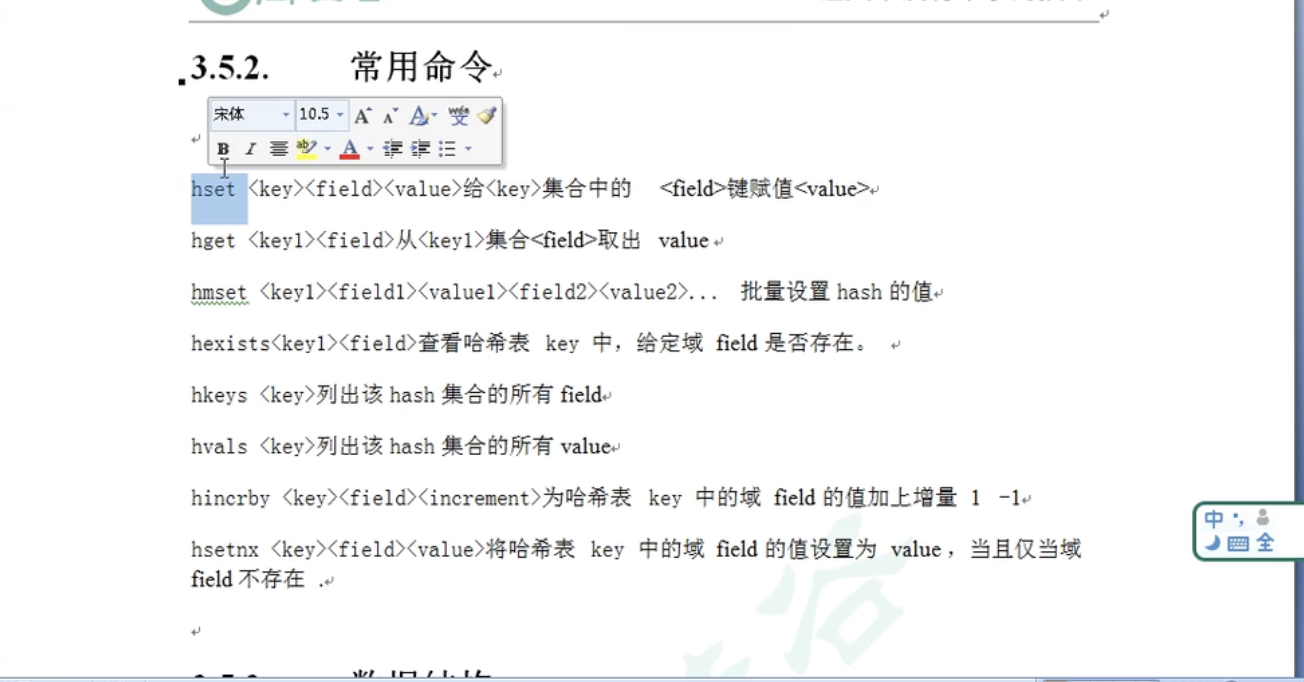 3.5.2. 常用命令
宋体 10.5
hset <key><field><value>给<key>集合中的 <field>键赋值<value>
hget <key1><field>从<key1>集合<field>取出 value
hmset <key1><field1><value1><field2><value2>... 批量设置 hash 的值
hexists<key1><field>查看哈希表 key 中，给定域 field 是否存在。
hkeys <key>列出该 hash 集合的所有 field
hvals <key>列出该 hash 集合的所有 value
hincrby <key><field><increment>为哈希表 key 中的域 field 的值加上增量 1 -1
hsetnx <key><field><value>将哈希表 key 中的域 field 的值设置为 value，当且仅当域
field 不存在 .
中
全